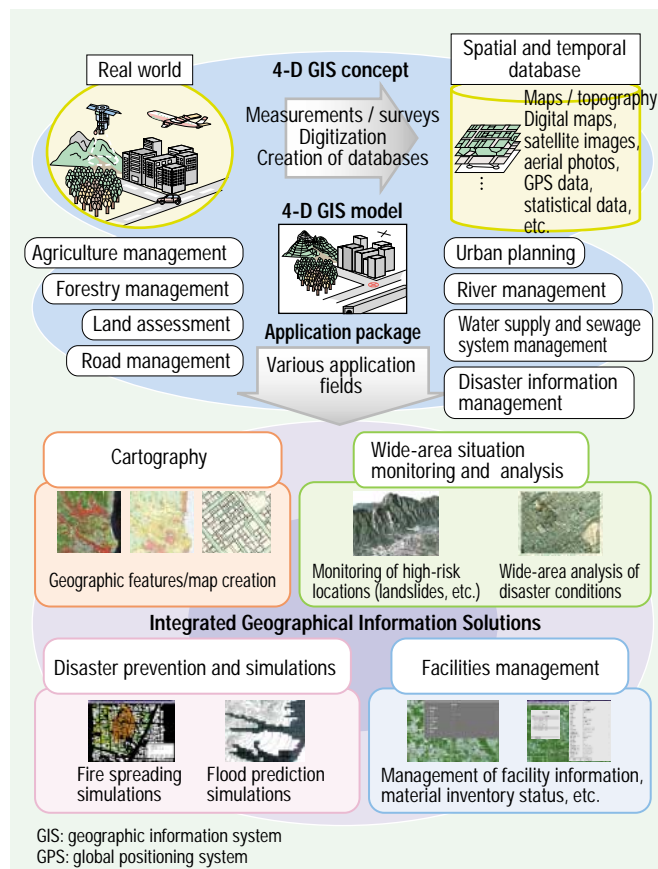 Real world
4-D GIS concept
Spatial and temporal
database
Measurements / surveys
Digitization
Creation of databases
Maps / topography
Digital maps,
satellite images,
aerial photos,
GPS data,
statistical data,
etc.
4-D GIS model
Agriculture management
Forestry management
Land assessment
Road management
Urban planning
River management
Water supply and sewage
system management
Disaster information
management
Application package
Various application
fields
Cartography
Geographic features/map creation
Wide-area situation
monitoring and analysis
Monitoring of high-risk
locations (landslides, etc.)
Wide-area analysis of
disaster conditions
Integrated Geographical Information Solutions
Disaster prevention and simulations
Fire spreading
simulations
Flood prediction
simulations
Facilities management
Management of facility information,
material inventory status, etc.
GIS: geographic information system
GPS: global positioning system